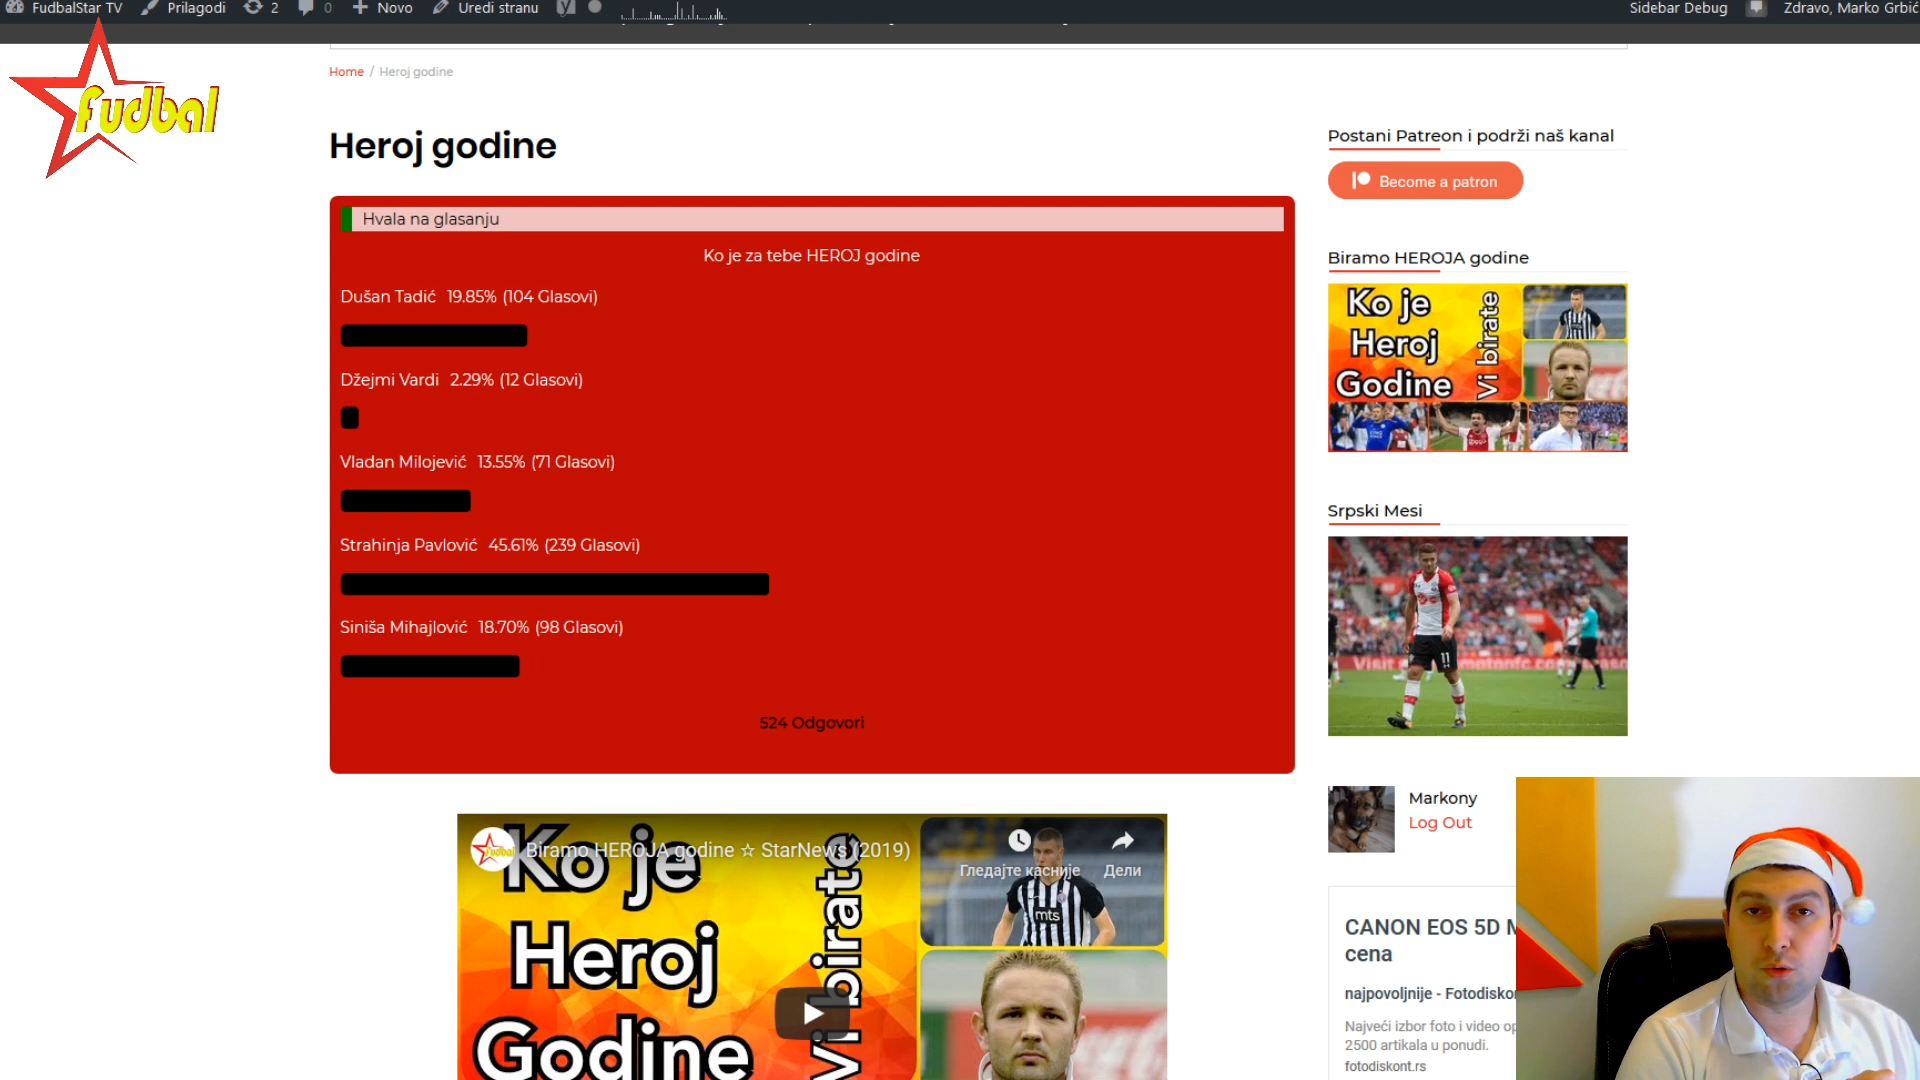 FudbalStar TV Prilagodi 2 0 Novo Uredi stranu Sidebar Debug Zdravo, Marko Grbić
fudbal
Home / Heroj godine
Heroj godine
Hvala na glasanju
Ko je za tebe HEROJ godine
Dušan Tadić 19.85% (104 Glasovi)
Džejmi Vardi 2.29% (12 Glasovi)
Vladan Milojević 13.55% (71 Glasovi)
Strahinja Pavlović 45.61% (239 Glasovi)
Siniša Mihajlović 18.70% (98 Glasovi)
524 Odgovori
Biramo HEROJA godine ☆ StarNews (2019)
Гледајте касније
Дели
Ko je
Heroj
Godine
Vi birate
mts
Postani Patreon i podrži naš kanal
Become a patron
Biramo HEROJA godine
Ko je
Heroj
Godine
Vi birate
Srpski Mesi
11
Markony
Log Out
CANON EOS 5D M
cena
najpovoljnije - Fotodiskon
Najveći izbor foto i video op
2500 artikala u ponudi.
fotodiskont.rs